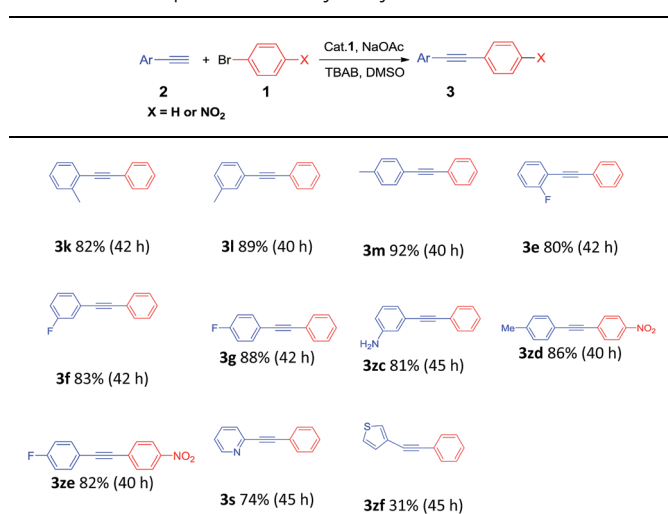 Ar + Br X Cat.1, NaOAc Ar X
TBAB, DMSO
2 1 3
X = H or NO₂
3k 82% (42 h) 3l 89% (40 h) 3m 92% (40 h) F
3e 80% (42 h)
F
3f 83% (42 h)
F
3g 88% (42 h)
H₂N
3zc 81% (45 h)
Me NO₂
3zd 86% (40 h)
F NO₂
3ze 82% (40 h)
N
3s 74% (45 h)
S
3zf 31% (45 h)